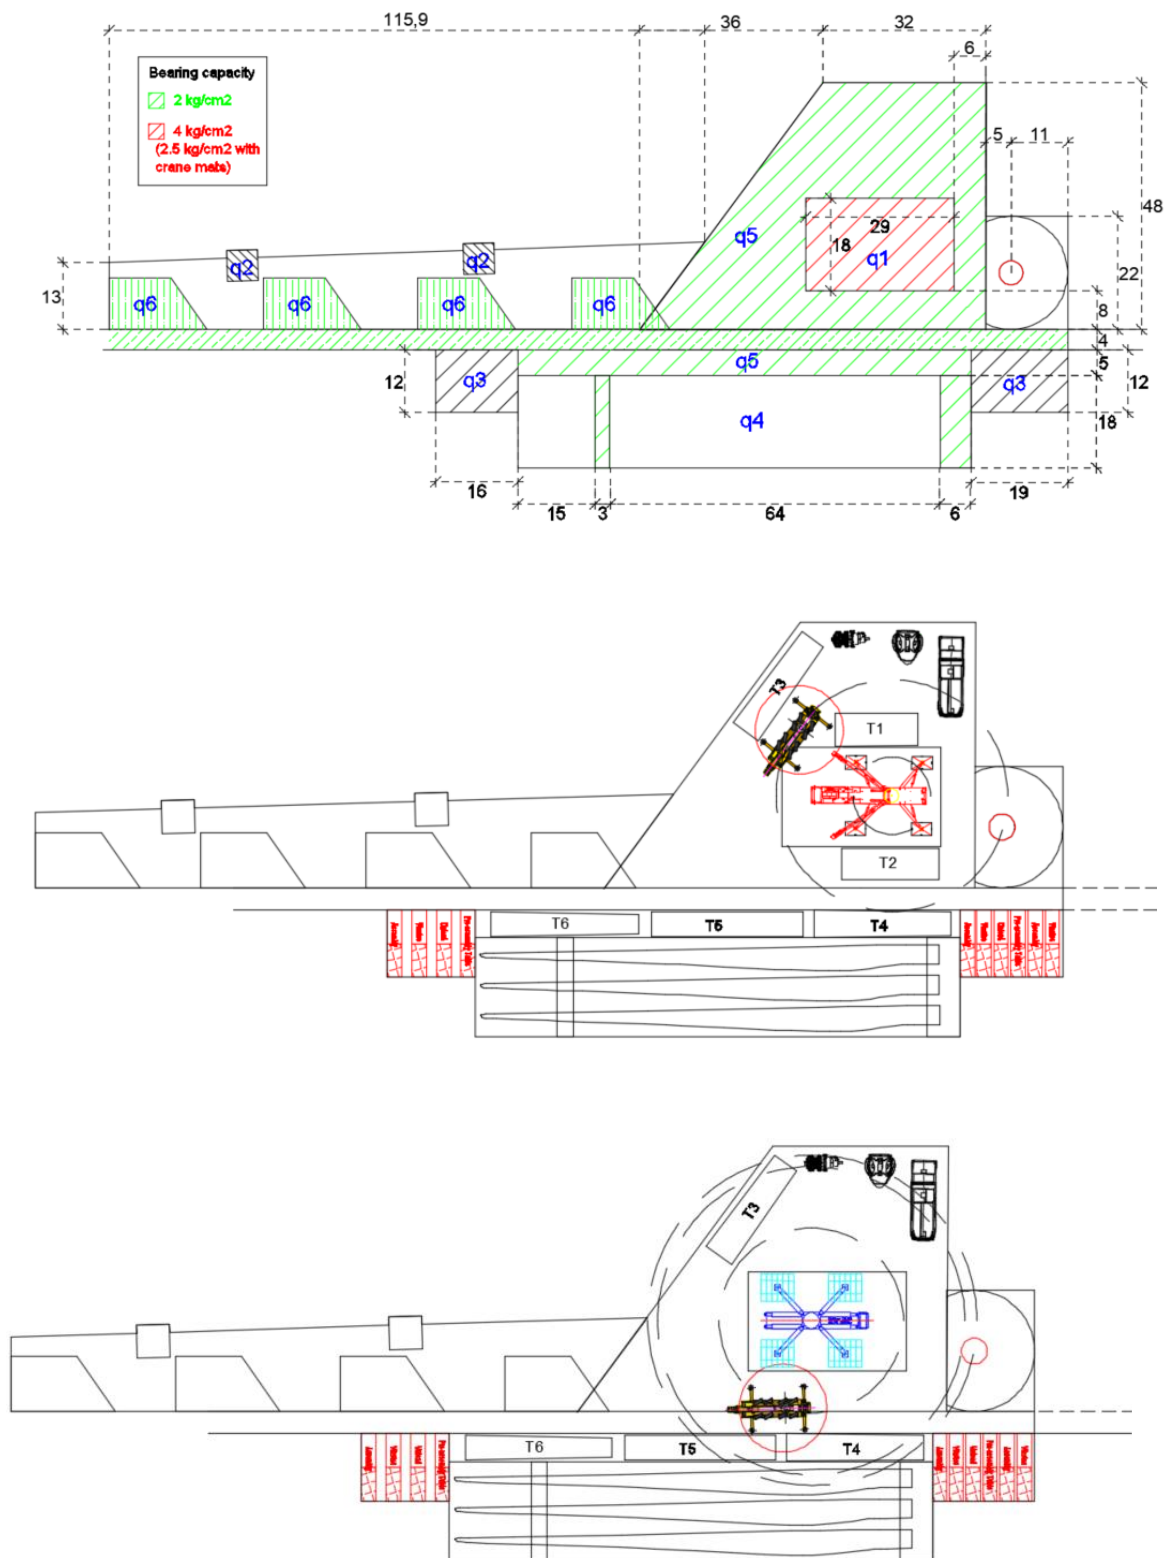 115,9
36
32
6
Bearing capacity
2 kg/cm2
4 kg/cm2
(2.5 kg/cm2 with
crane mats)
5
11
48
q5
29
18
q1
22
q2
q2
13
q6
q6
q6
q6
8
4
q5
5
12
q3
q3
12
q4
18
16
15
3
64
6
19
T3
T1
T2
T6
T5
T4
T3
T6
T5
T4